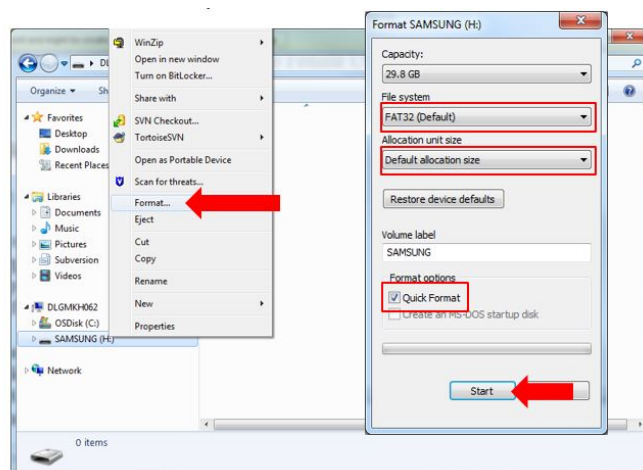 WinZip
Open in new window
Turn on BitLocker...
Share with
SVN Checkout...
TortoiseSVN
Open as Portable Device
Scan for threats...
Format...
Eject
Cut
Copy
Rename
New
Properties
Organize
Sh
Favorites
Desktop
Downloads
Recent Places
Libraries
Documents
Music
Pictures
Subversion
Videos
DLGMKH062
OSDisk (C:)
SAMSUNG (H:)
Network
0 items
Format SAMSUNG (H:)
Capacity:
29.8 GB
File system
FAT32 (Default)
Allocation unit size
Default allocation size
Restore device defaults
Volume label
SAMSUNG
Format options
Quick Format
Create an MS-DOS startup disk
Start